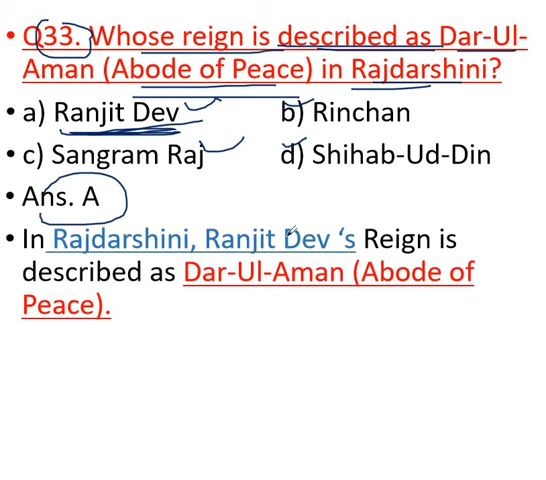 • Q33. Whose reign is described as Dar-Ul-
Aman (Abode of Peace) in Rajdarshini?
• a) Ranjit Dev b) Rinchan
• c) Sangram Raj d) Shihab-Ud-Din
• Ans. A
• In Rajdarshini, Ranjit Dev ‘s Reign is
described as Dar-Ul-Aman (Abode of
Peace).